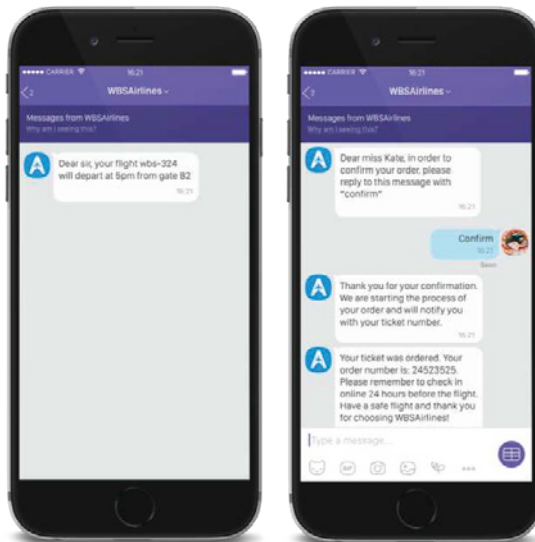 CARRIER 16:21
2 WBSAirlines
Messages from WBSAirlines
Why am I seeing this?
Dear sir, your flight wbs-324
will depart at 5pm from gate B2
16:21
CARRIER 16:21
2 WBSAirlines
Messages from WBSAirlines
Why am I seeing this?
Dear miss Kate, in order to
confirm your order, please
reply to this message with
"confirm"
16:21
Confirm
16:21
Seen
Thank you for your confirmation.
We are starting the process of
your order and will notify you
with your ticket number.
16:21
Your ticket was ordered. Your
order number is: 24523525.
Please remember to check in
online 24 hours before the flight.
Have a safe flight and thank you
for choosing WBSAirlines!
Type a message...
GIF